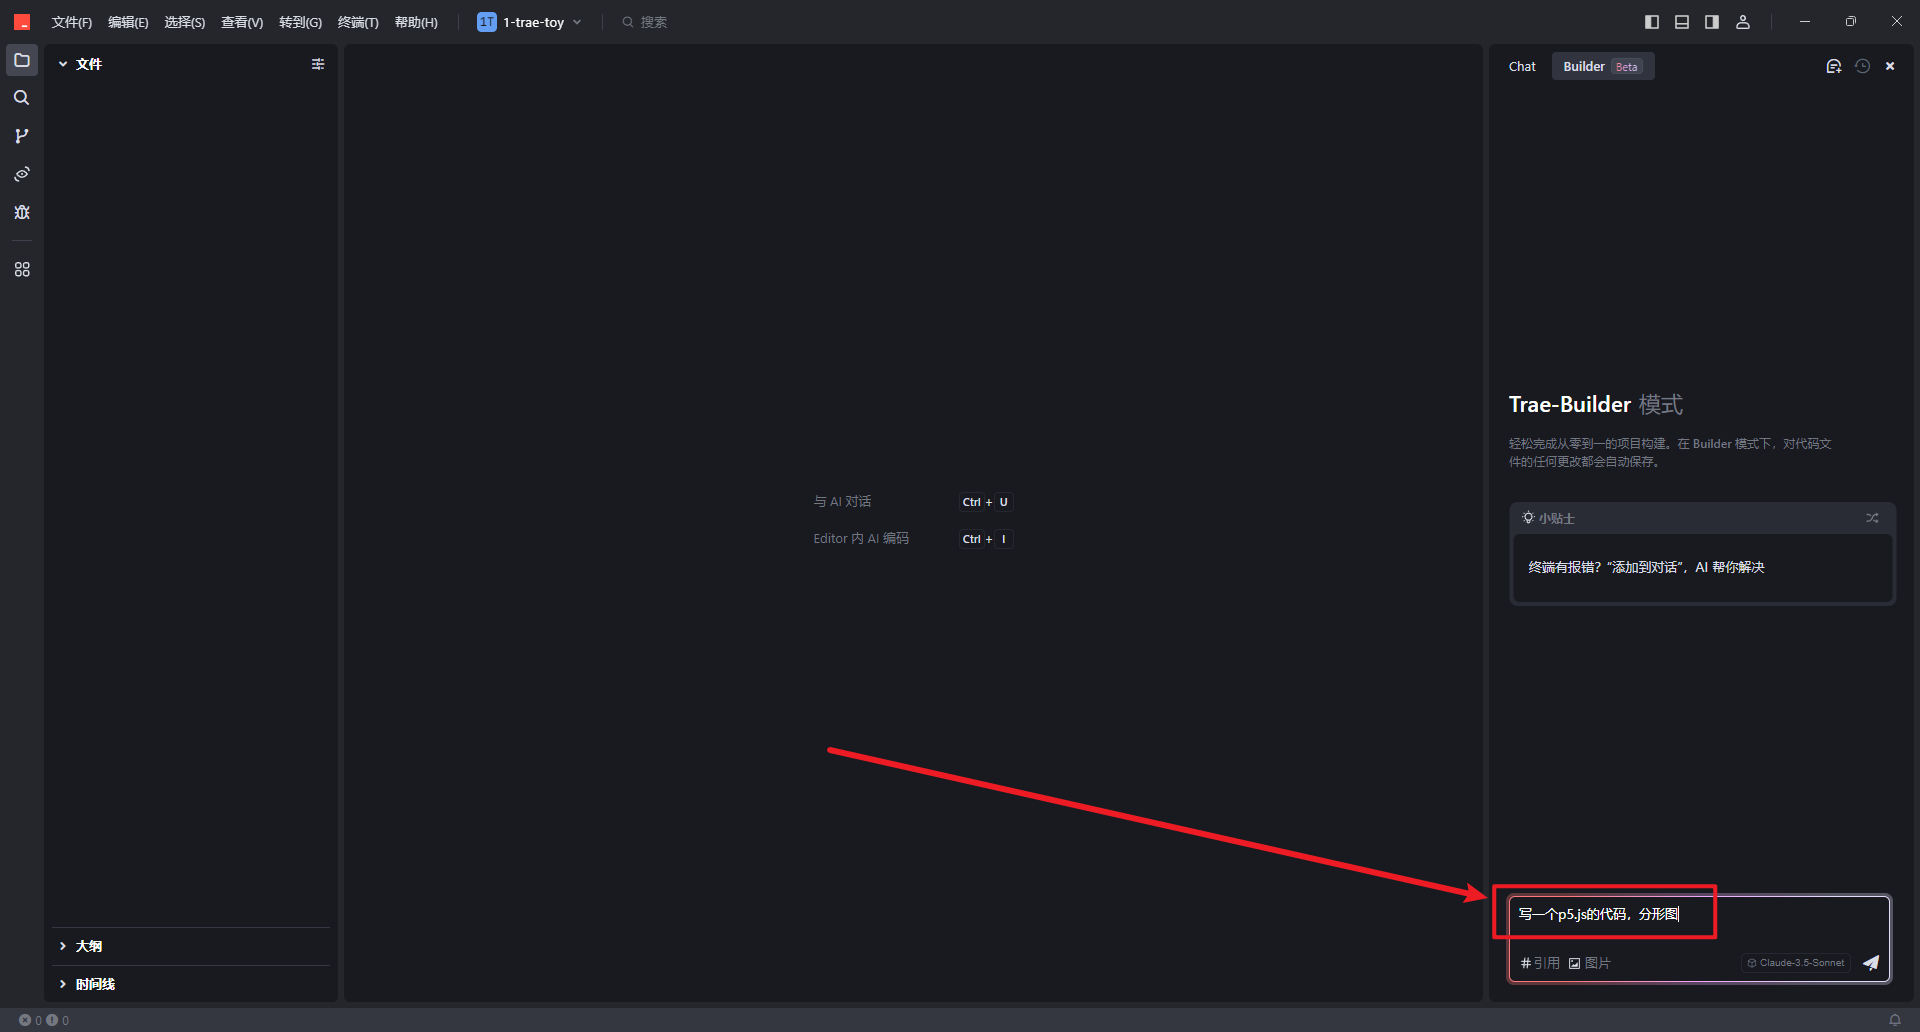 文件(F) 编辑(E) 选择(S) 查看(V) 转到(G) 终端(T) 帮助(H) 1T 1-trae-toy 搜索
文件
Chat Builder Beta
Trae-Builder 模式
轻松完成从零到一的项目构建。在 Builder 模式下，对代码文
件的任何更改都会自动保存。
与 AI 对话 Ctrl + U
Editor 内 AI 编码 Ctrl + I
小贴士
终端有报错？“添加到对话”，AI 帮你解决
写一个p5.js的代码，分形图
#引用 图片 Claude-3.5-Sonnet
大纲
时间线
0 0